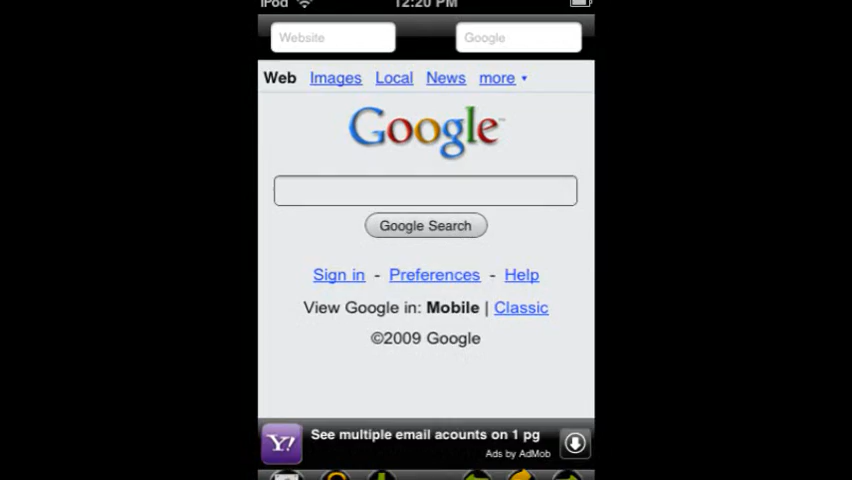 iPod 12:20 PM
Website Google
Web Images Local News more
Google™
Google Search
Sign in - Preferences - Help
View Google in: Mobile | Classic
©2009 Google
Y! See multiple email acounts on 1 pg
Ads by AdMob